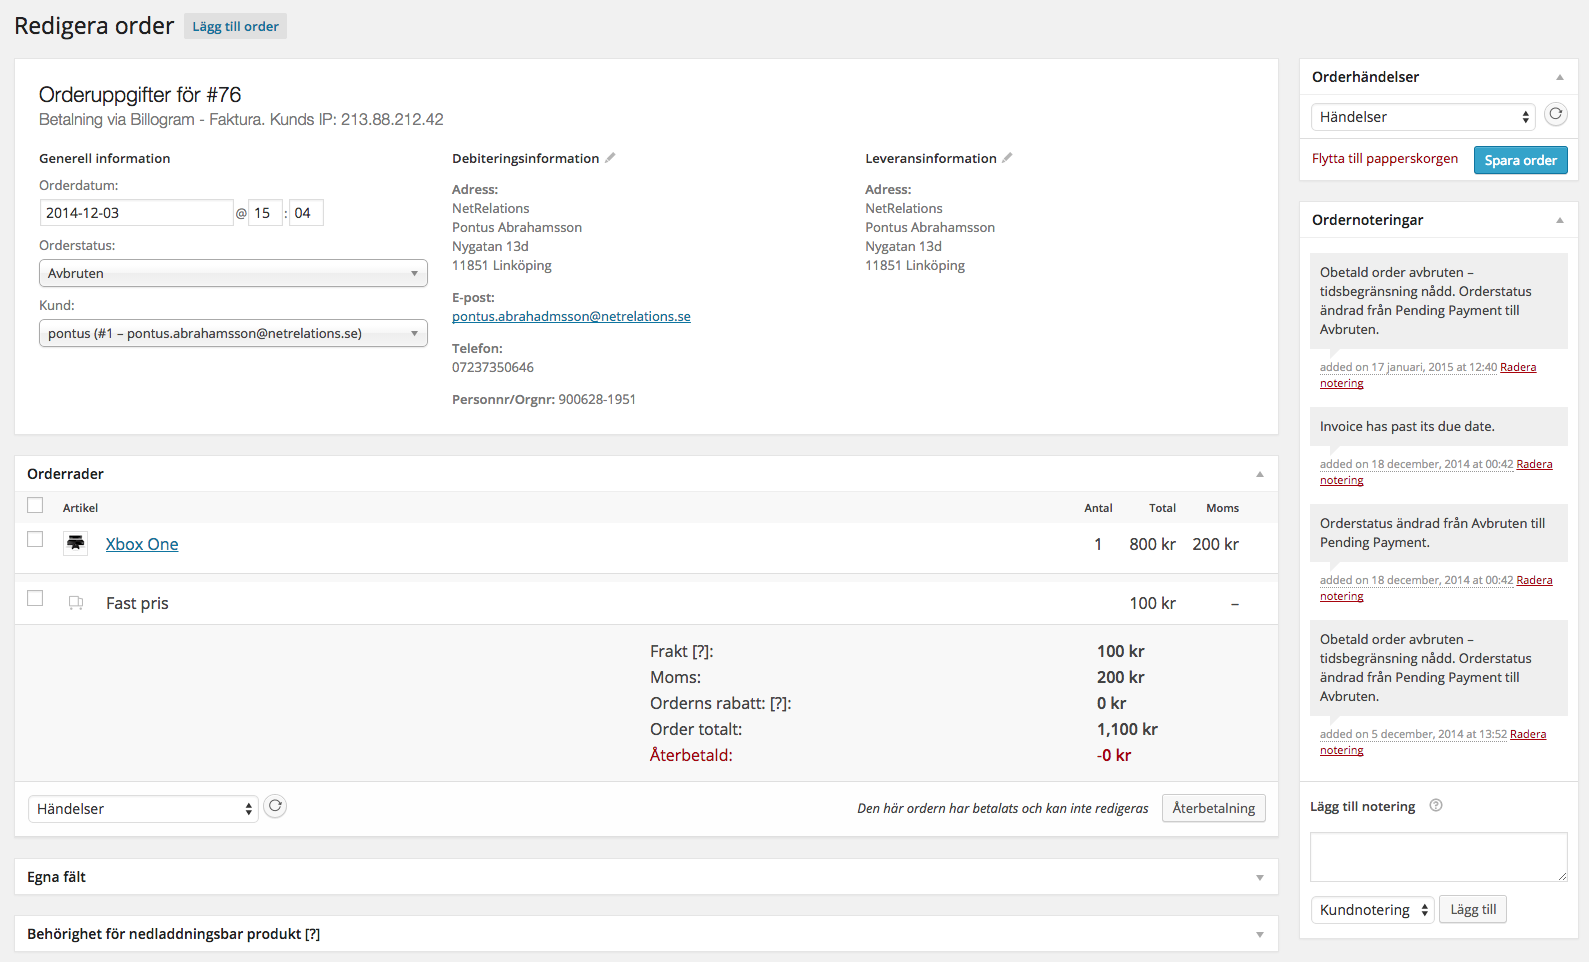 Redigera order
Lägg till order
Orderuppgifter för #76
Betalning via Billogram - Faktura. Kunds IP: 213.88.212.42
Generell information
Orderdatum:
2014-12-03 @ 15 : 04
Orderstatus:
Avbruten
Kund:
pontus (#1 – pontus.abrahamsson@netrelations.se)
Debiteringsinformation
Adress:
NetRelations
Pontus Abrahamsson
Nygatan 13d
11851 Linköping
E-post:
pontus.abrahadmsson@netrelations.se
Telefon:
07237350646
Personnr/Orgnr: 900628-1951
Leveransinformation
Adress:
NetRelations
Pontus Abrahamsson
Nygatan 13d
11851 Linköping
Orderrader
Artikel Antal Total Moms
Xbox One 1 800 kr 200 kr
Fast pris 100 kr –
Frakt [?]: 100 kr
Moms: 200 kr
Orderns rabatt: [?]: 0 kr
Order totalt: 1,100 kr
Återbetald: -0 kr
Händelser
Den här ordern har betalats och kan inte redigeras
Återbetalning
Egna fält
Behörighet för nedladdningsbar produkt [?]
Orderhändelser
Händelser
Flytta till papperskorgen
Spara order
Ordernoteringar
Obetald order avbruten –
tidsbegränsning nådd. Orderstatus
ändrad från Pending Payment till
Avbruten.
added on 17 januari, 2015 at 12:40 Radera
notering
Invoice has past its due date.
added on 18 december, 2014 at 00:42 Radera
notering
Orderstatus ändrad från Avbruten till
Pending Payment.
added on 18 december, 2014 at 00:42 Radera
notering
Obetald order avbruten –
tidsbegränsning nådd. Orderstatus
ändrad från Pending Payment till
Avbruten.
added on 5 december, 2014 at 13:52 Radera
notering
Lägg till notering ?
Kundnotering
Lägg till